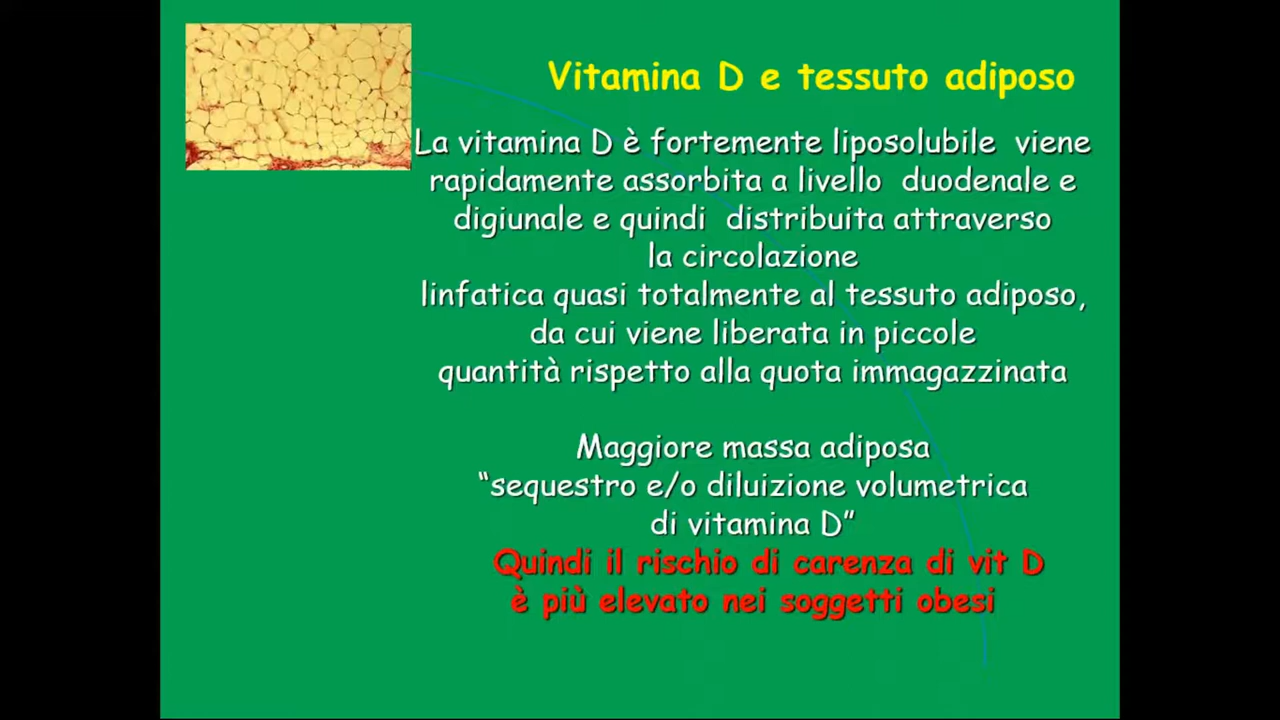 Vitamina D e tessuto adiposo
La vitamina D è fortemente liposolubile viene
rapidamente assorbita a livello duodenale e
digiunale e quindi distribuita attraverso
la circolazione
linfatica quasi totalmente al tessuto adiposo,
da cui viene liberata in piccole
quantità rispetto alla quota immagazzinata
Maggiore massa adiposa
“sequestro e/o diluizione volumetrica
di vitamina D”
Quindi il rischio di carenza di vit D
è più elevato nei soggetti obesi